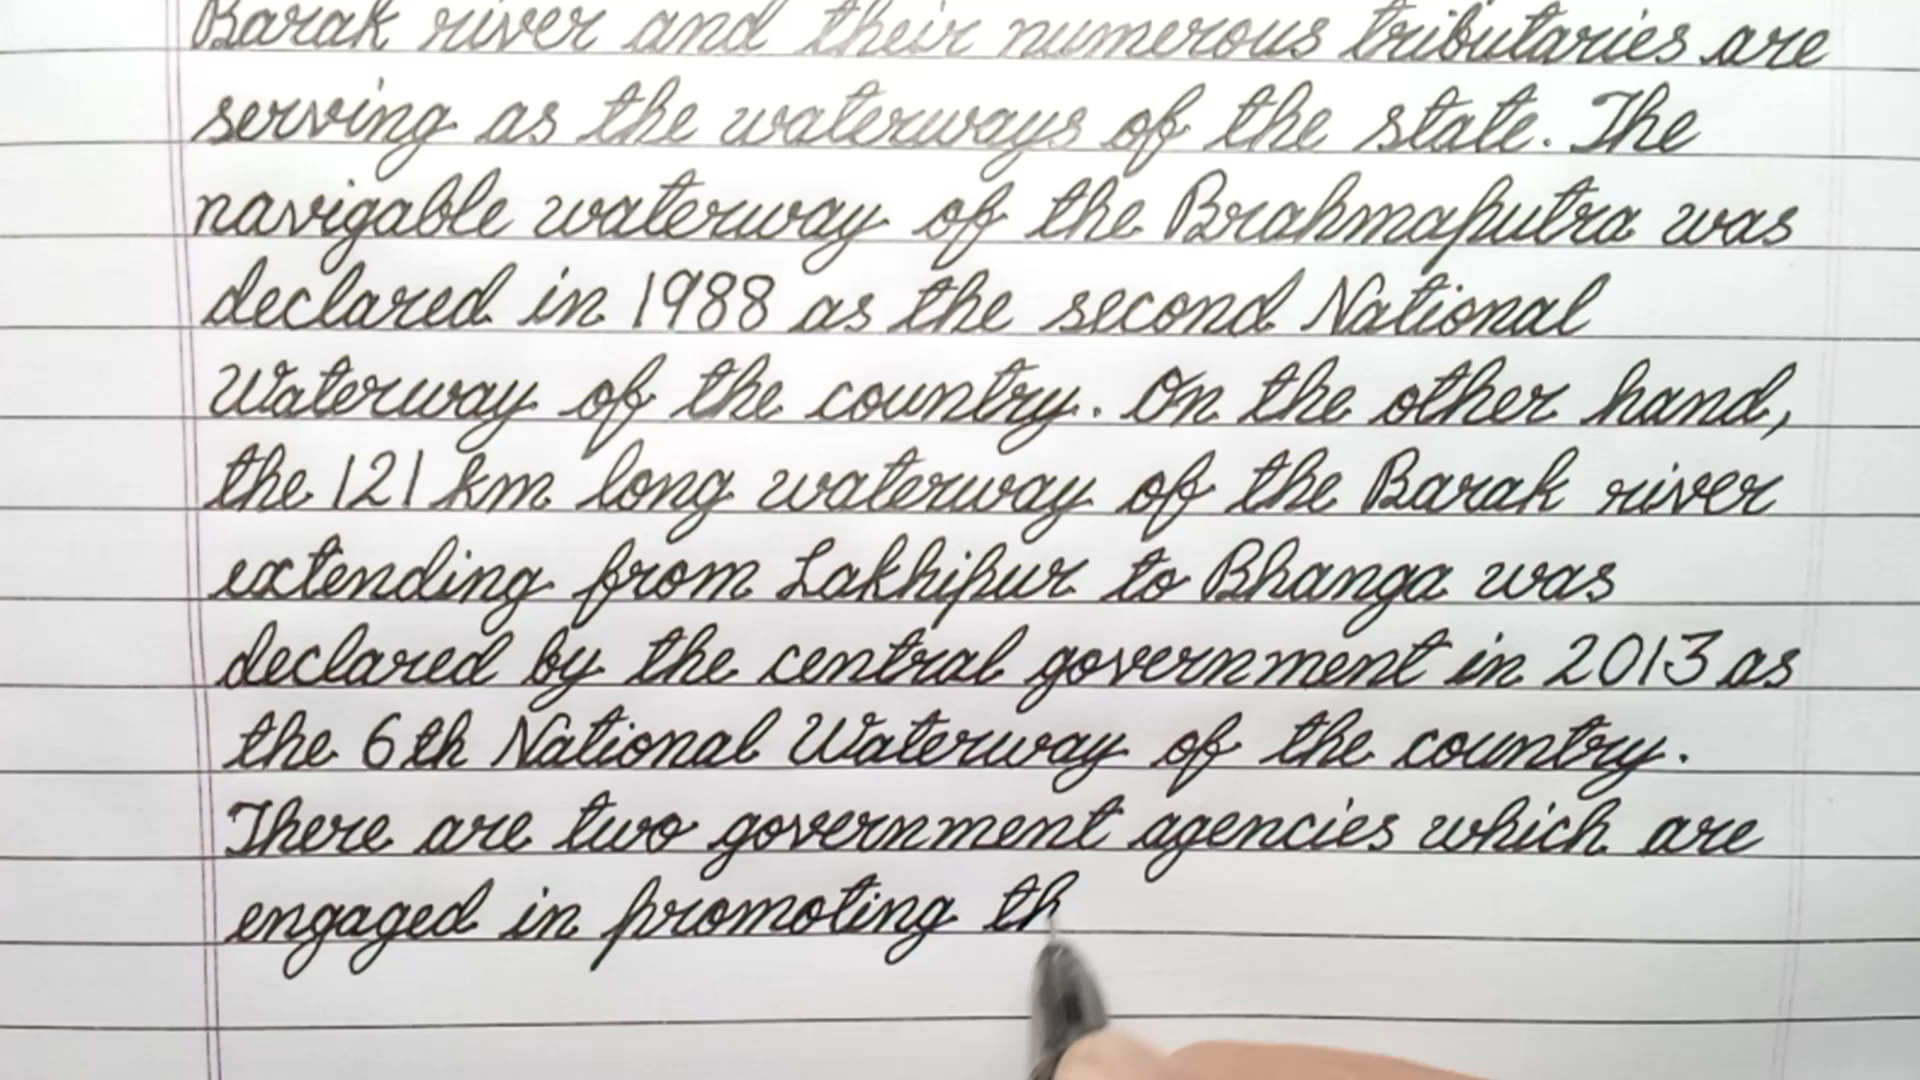 Barak river and their numerous tributaries are
serving as the waterways of the state. The
navigable waterway of the Brahmaputra was
declared in 1988 as the second National
Waterway of the country. On the other hand,
the 121 km long waterway of the Barak river
extending from Lakhipur to Bhanga was
declared by the central government in 2013 as
the 6th National Waterway of the country.
There are two government agencies which are
engaged in promoting th